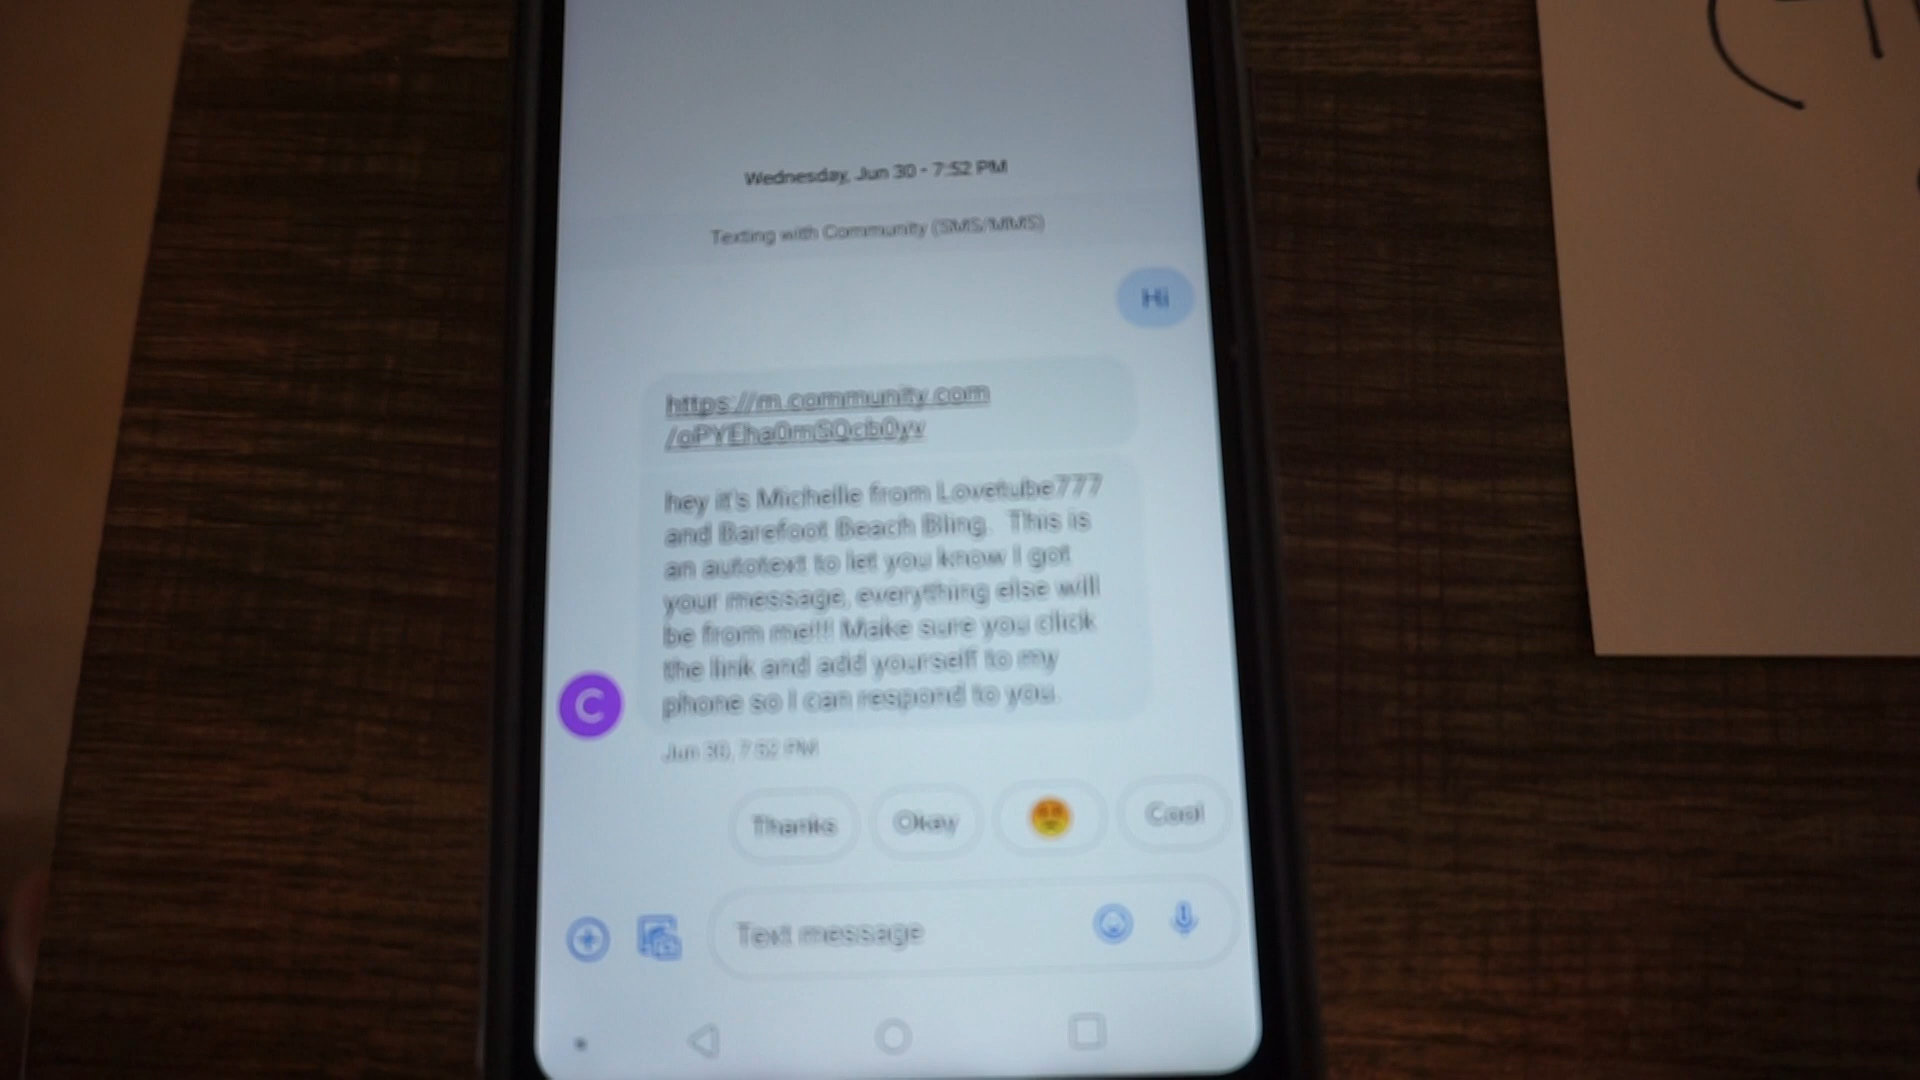 Wednesday, Jun 30 • 7:52 PM
Texting with Community (SMS/MMS)
Hi
https://m.community.com
hey it's Michelle from Lovetube777
and Barefoot Beach Bling. This is
an autotext to let you know I got
your message, everything else will
be from me!!! Make sure you click
the link and add yourself to my
phone so I can respond to you.
C
Jun 30, 7:52 PM
Thanks
Okay
Cool
Text message